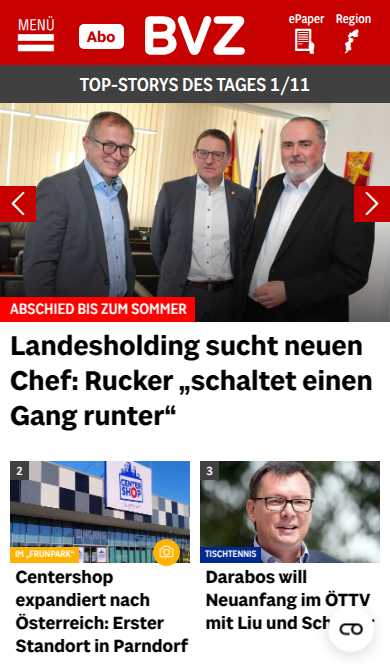 MENÜ
Abo
BVZ
ePaper
Region
TOP-STORYS DES TAGES 1/11
ABSCHIED BIS ZUM SOMMER
Landesholding sucht neuen
Chef: Rucker „schaltet einen
Gang runter“
2
CENTER
SHOP
IM „FRUNPARK“
Centershop
expandiert nach
Österreich: Erster
Standort in Parndorf
3
TISCHTENNIS
Darabos will
Neuanfang im ÖTTV
mit Liu und